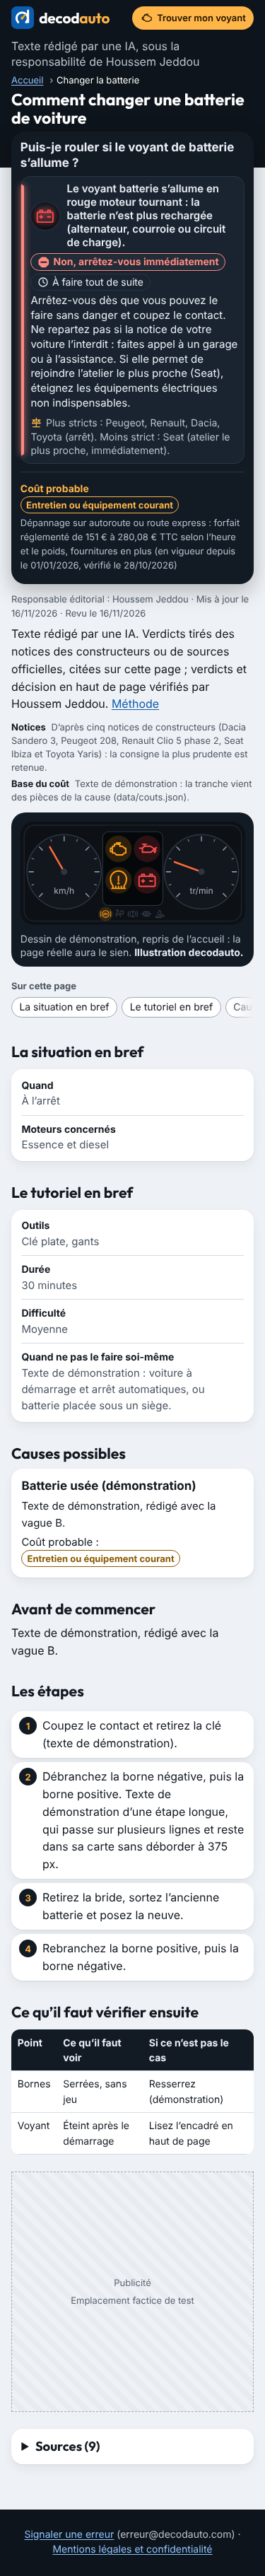 decodauto
Trouver mon voyant
Texte rédigé par une IA, sous la
responsabilité de Houssem Jeddou
Accueil › Changer la batterie
Comment changer une batterie
de voiture
Puis-je rouler si le voyant de batterie
s’allume ?
Le voyant batterie s’allume en
rouge moteur tournant : la
batterie n’est plus rechargée
(alternateur, courroie ou circuit
de charge).
Non, arrêtez-vous immédiatement
À faire tout de suite
Arrêtez-vous dès que vous pouvez le
faire sans danger et coupez le contact.
Ne repartez pas si la notice de votre
voiture l’interdit : faites appel à un garage
ou à l’assistance. Si elle permet de
rejoindre l’atelier le plus proche (Seat),
éteignez les équipements électriques
non indispensables.
Plus stricts : Peugeot, Renault, Dacia,
Toyota (arrêt). Moins strict : Seat (atelier le
plus proche, immédiatement).
Coût probable
Entretien ou équipement courant
Dépannage sur autoroute ou route express : forfait
réglementé de 151 € à 280,08 € TTC selon l’heure
et le poids, fournitures en plus (en vigueur depuis
le 01/01/2026, vérifié le 28/10/2026)
Responsable éditorial : Houssem Jeddou · Mis à jour le
16/11/2026 · Revu le 16/11/2026
Texte rédigé par une IA. Verdicts tirés des
notices des constructeurs ou de sources
officielles, citées sur cette page ; verdicts et
décision en haut de page vérifiés par
Houssem Jeddou. Méthode
Notices D’après cinq notices de constructeurs (Dacia
Sandero 3, Peugeot 208, Renault Clio 5 phase 2, Seat
Ibiza et Toyota Yaris) : la consigne la plus prudente est
retenue.
Base du coût Texte de démonstration : la tranche vient
des pièces de la cause (data/couts.json).
km/h
tr/min
Dessin de démonstration, repris de l’accueil : la
page réelle aura le sien. Illustration decodauto.
Sur cette page
La situation en bref
Le tutoriel en bref
Cau
La situation en bref
Quand
À l’arrêt
Moteurs concernés
Essence et diesel
Le tutoriel en bref
Outils
Clé plate, gants
Durée
30 minutes
Difficulté
Moyenne
Quand ne pas le faire soi-même
Texte de démonstration : voiture à
démarrage et arrêt automatiques, ou
batterie placée sous un siège.
Causes possibles
Batterie usée (démonstration)
Texte de démonstration, rédigé avec la
vague B.
Coût probable :
Entretien ou équipement courant
Avant de commencer
Texte de démonstration, rédigé avec la
vague B.
Les étapes
1 Coupez le contact et retirez la clé
(texte de démonstration).
2 Débranchez la borne négative, puis la
borne positive. Texte de
démonstration d’une étape longue,
qui passe sur plusieurs lignes et reste
dans sa carte sans déborder à 375
px.
3 Retirez la bride, sortez l’ancienne
batterie et posez la neuve.
4 Rebranchez la borne positive, puis la
borne négative.
Ce qu’il faut vérifier ensuite
Point Ce qu’il faut voir Si ce n’est pas le cas
Bornes Serrées, sans jeu Resserrez (démonstration)
Voyant Éteint après le démarrage Lisez l’encadré en haut de page
Publicité
Emplacement factice de test
Sources (9)
Signaler une erreur (erreur@decodauto.com) ·
Mentions légales et confidentialité